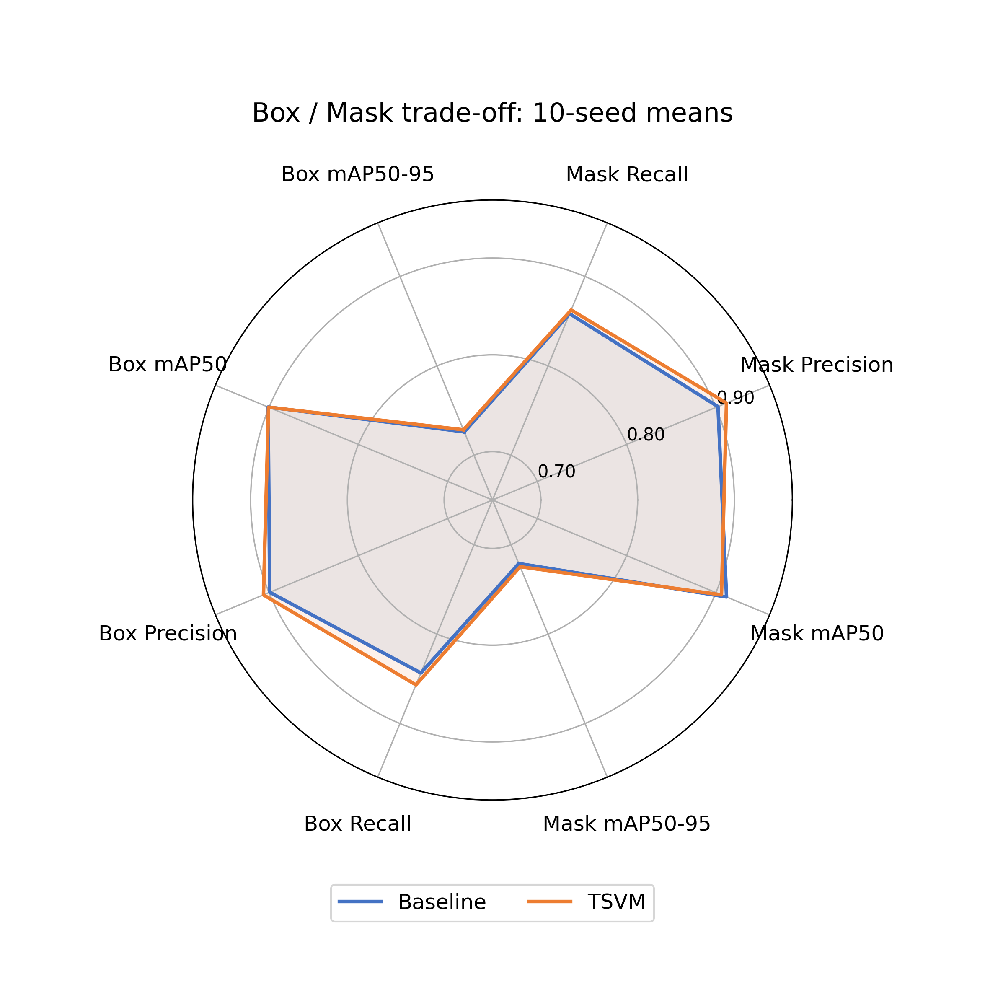 Box / Mask trade-off: 10-seed means
Box mAP50-95
Mask Recall
Box mAP50
Mask Precision
0.90
0.80
0.70
Box Precision
Mask mAP50
Box Recall
Mask mAP50-95
Baseline
TSVM